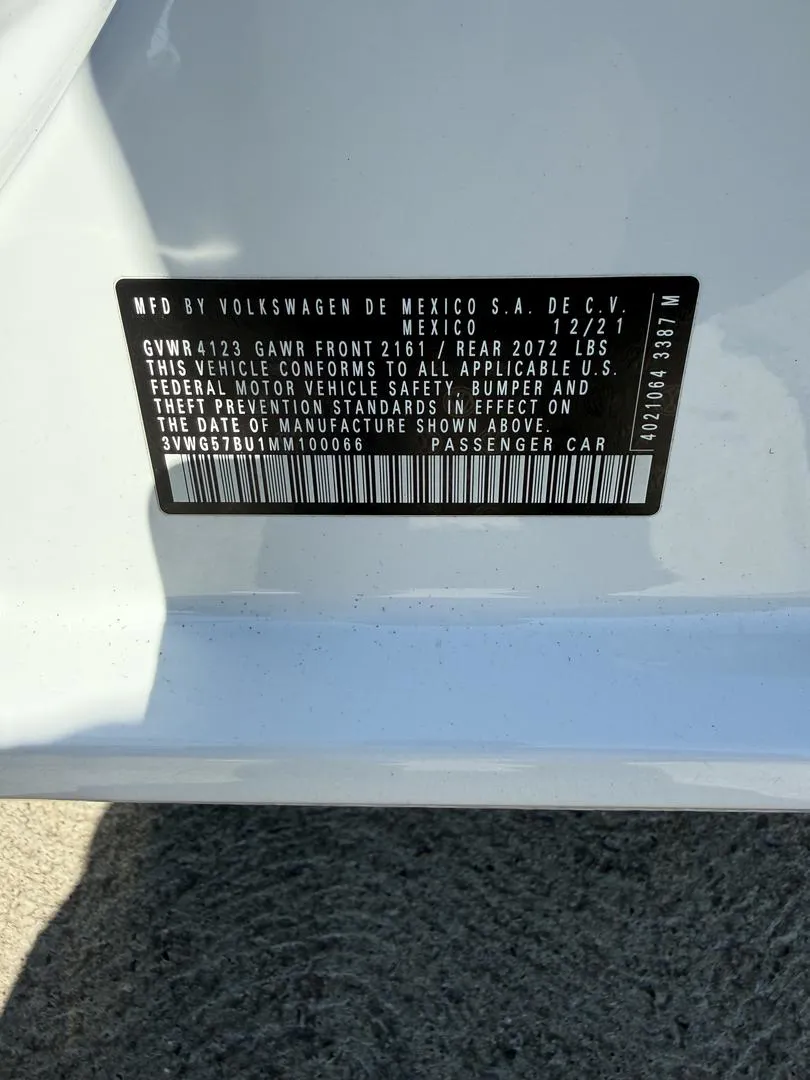 MFD BY VOLKSWAGEN DE MEXICO S.A. DE C.V.
MEXICO 12/21
GVWR 4123 GAWR FRONT 2161 / REAR 2072 LBS
THIS VEHICLE CONFORMS TO ALL APPLICABLE U.S.
FEDERAL MOTOR VEHICLE SAFETY, BUMPER AND
THEFT PREVENTION STANDARDS IN EFFECT ON
THE DATE OF MANUFACTURE SHOWN ABOVE.
3VWG57BU1MM100066 PASSENGER CAR
4021064 3387 M